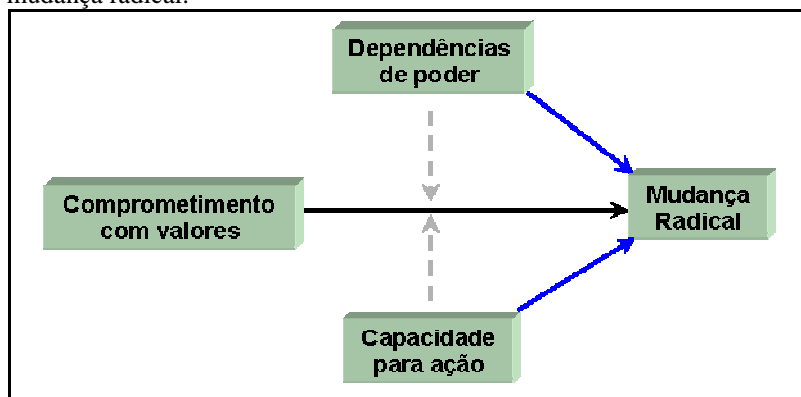 mudança radical.
Dependências
de poder
Comprometimento
com valores
Mudança
Radical
Capacidade
para ação